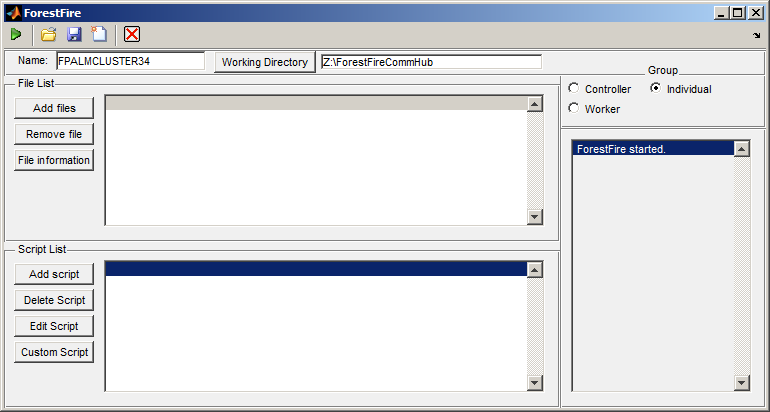 ForestFire
Name: FPALMCLUSTER34 Working Directory Z:\ForestFireCommHub
Group
Controller Individual
Worker
File List
Add files
Remove file
File information
ForestFire started.
Script List
Add script
Delete Script
Edit Script
Custom Script